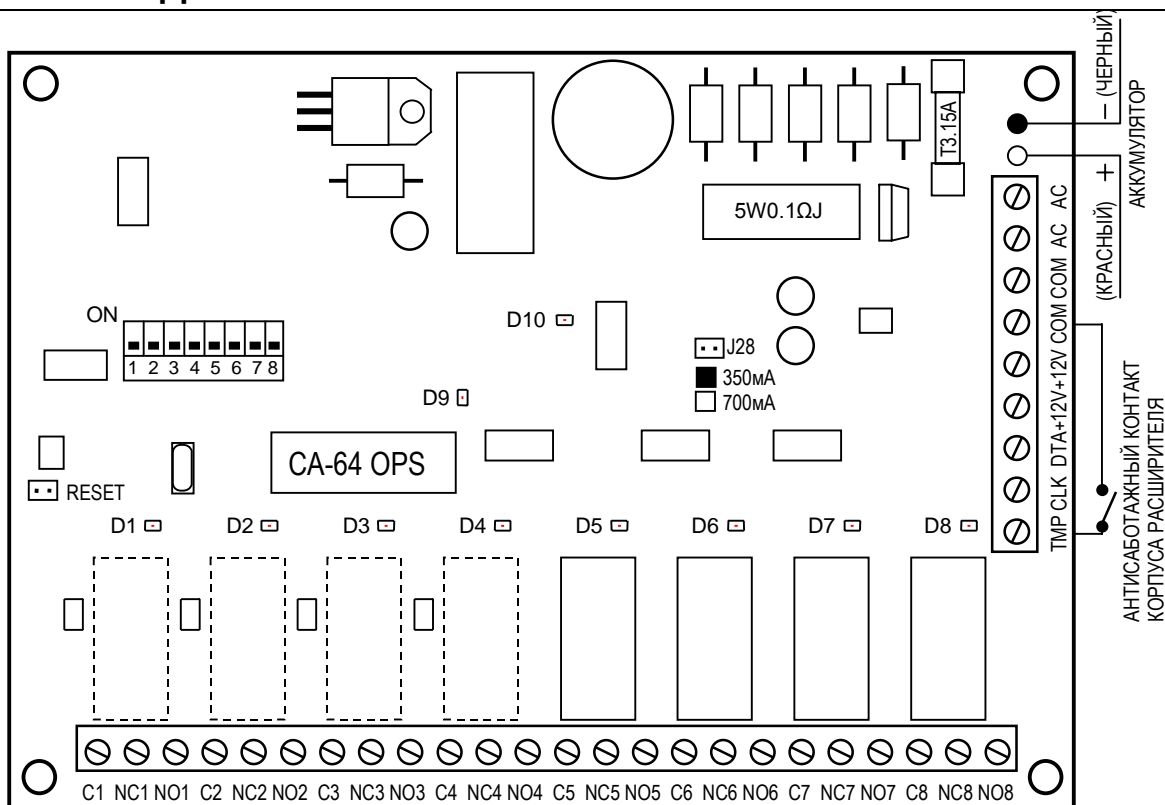 − (ЧЕРНЫЙ)
АККУМУЛЯТОР
(КРАСНЫЙ) +
T3.15A
5W0.1ΩJ
AC
AC
COM
COM
+12V
+12V
DTA
CLK
TMP
ON
1 2 3 4 5 6 7 8
D10
J28
350мА
700мА
D9
CA-64 OPS
RESET
D1 D2 D3 D4 D5 D6 D7 D8
АНТИСАБОТАЖНЫЙ КОНТАКТ
КОРПУСА РАСШИРИТЕЛЯ
C1 NC1 NO1 C2 NC2 NO2 C3 NC3 NO3 C4 NC4 NO4 C5 NC5 NO5 C6 NC6 NO6 C7 NC7 NO7 C8 NC8 NO8